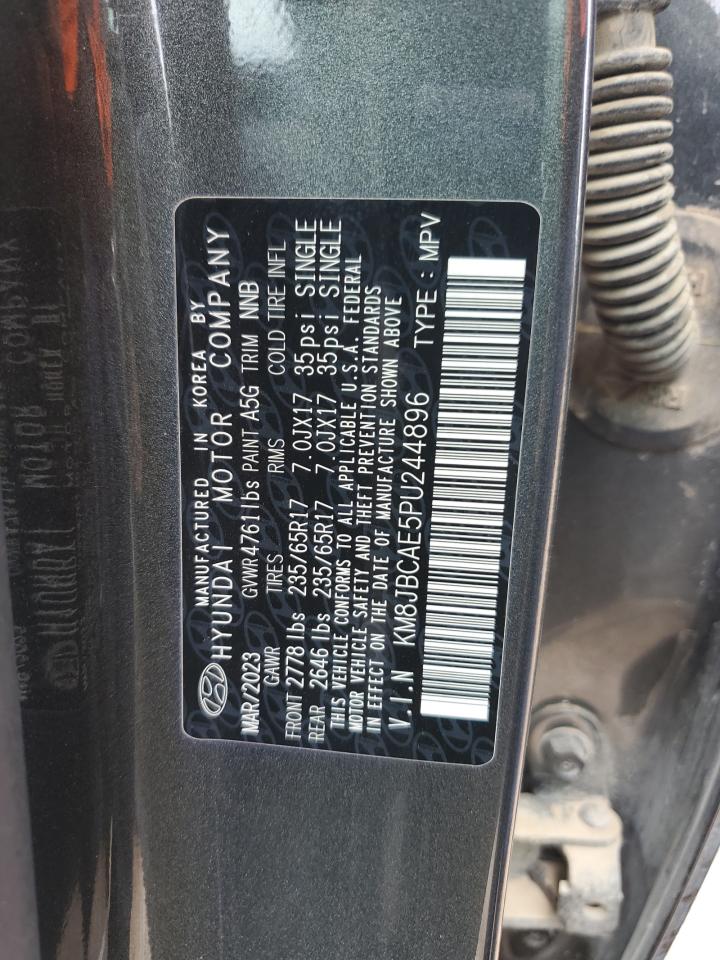 MANUFACTURED IN KOREA BY
HYUNDAI MOTOR COMPANY
MAR/2023 GVWR4761lbs PAINT A5G TRIM NNB
GAWR TIRES RIMS COLD TIRE INFL
FRONT 2778 lbs 235/65R17 7.0JX17 35psi SINGLE
REAR 2646 lbs 235/65R17 7.0JX17 35psi SINGLE
THIS VEHICLE CONFORMS TO ALL APPLICABLE U.S.A. FEDERAL
MOTOR VEHICLE SAFETY AND THEFT PREVENTION STANDARDS
IN EFFECT ON THE DATE OF MANUFACTURE SHOWN ABOVE
V.I.N KM8JBCAE5PU244896 TYPE : MPV